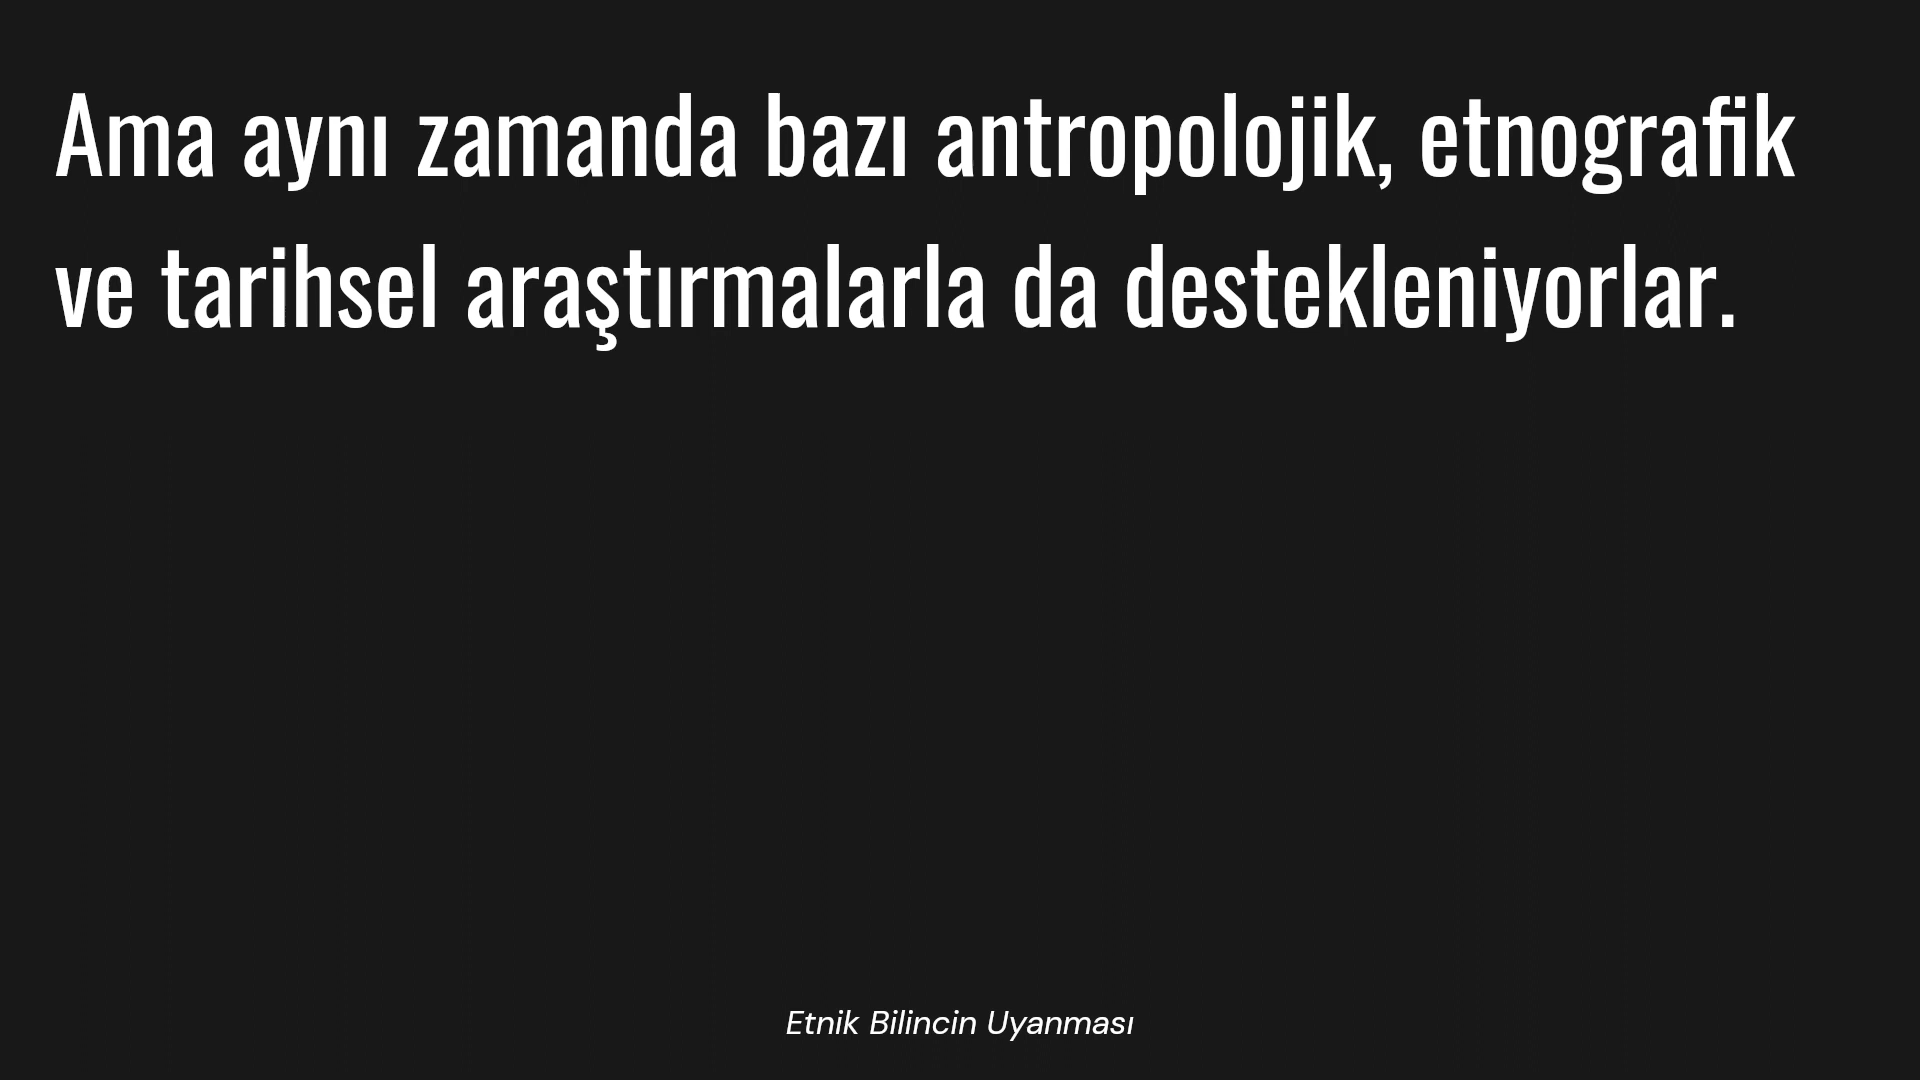 Ama aynı zamanda bazı antropolojik, etnografik
ve tarihsel araştırmalarla da destekleniyorlar.
Etnik Bilincin Uyanması